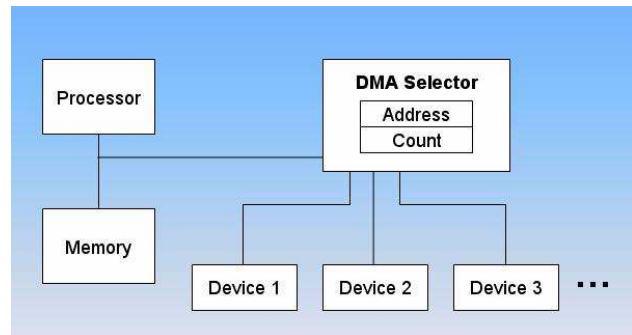 Processor
DMA Selector
Address
Count
Memory
Device 1
Device 2
Device 3
...